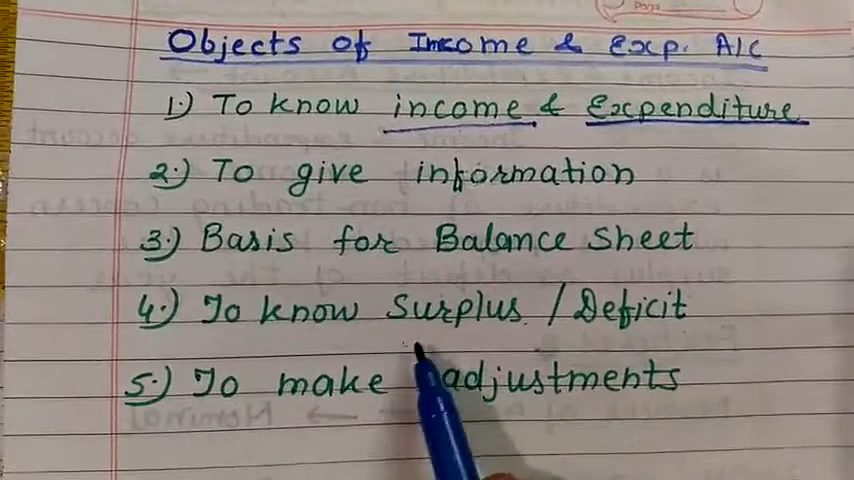 Page
Objects of Income & Exp. A/C
1.) To know income & Expenditure
2.) To give information
3.) Basis for Balance Sheet
4.) To know Surplus / Deficit
5.) To make adjustments